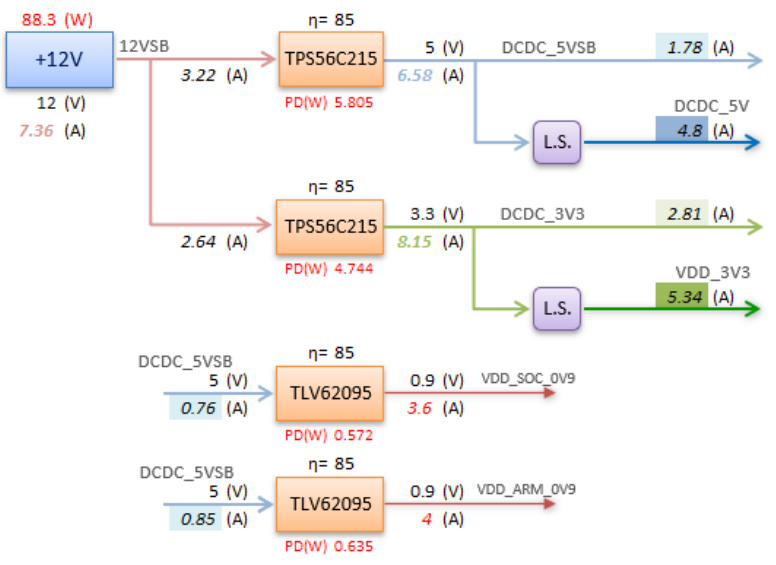 88.3 (W)
+12V
12 (V)
7.36 (A)
12VSB
3.22 (A)
η= 85
TPS56C215
PD(W) 5.805
5 (V)
6.58 (A)
DCDC_5VSB
1.78 (A)
DCDC_5V
L.S.
4.8 (A)
2.64 (A)
η= 85
TPS56C215
PD(W) 4.744
3.3 (V)
8.15 (A)
DCDC_3V3
2.81 (A)
VDD_3V3
L.S.
5.34 (A)
DCDC_5VSB
5 (V)
0.76 (A)
η= 85
TLV62095
PD(W) 0.572
0.9 (V)
3.6 (A)
VDD_SOC_0V9
DCDC_5VSB
5 (V)
0.85 (A)
η= 85
TLV62095
PD(W) 0.635
0.9 (V)
4 (A)
VDD_ARM_0V9